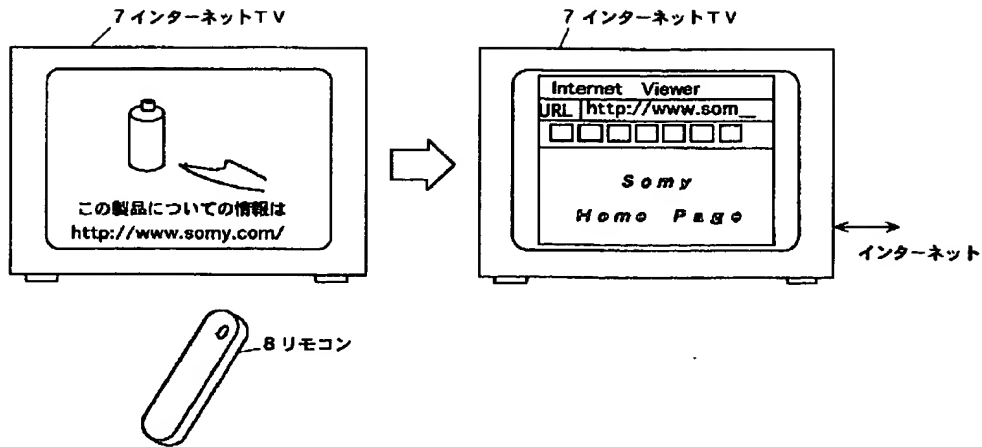 7 インターネットTV
この製品についての情報は
http://www.somy.com/
8 リモコン
7 インターネットTV
Internet Viewer
URL http://www.som_
Somy
Home Page
インターネット